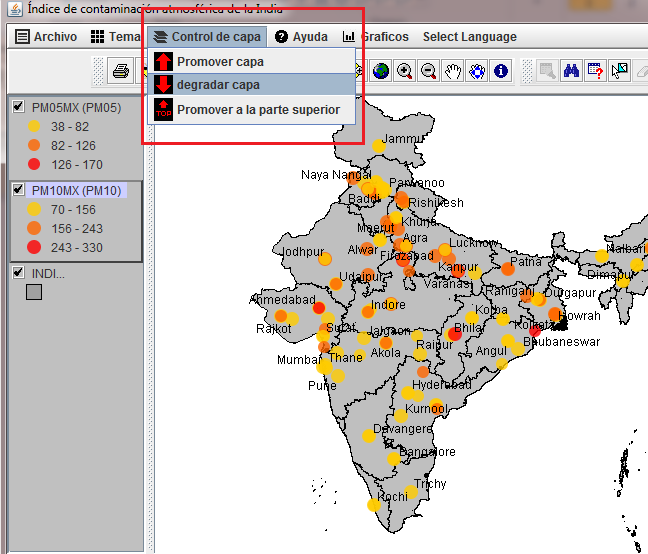 Índice de contaminación atmosférica de la India
Archivo Tema Control de capa Ayuda Graficos Select Language
Promover capa
degradar capa
TOP Promover a la parte superior
PM05MX (PM05)
38 - 82
82 - 126
126 - 170
PM10MX (PM10)
70 - 156
156 - 243
243 - 330
INDI...
Jammu
Naya Nangal
Parwanoo
Baddi
Rishikesh
Meerut
Khurja
Agra
Alwar
Firozabad
Lucknow
Jodhpur
Kanpur
Patna
Nalbari
Udaipur
Varanasi
Dimapur
Raniganj
Durgapur
Ahmedabad
Indore
Korba
Howrah
Rajkot
Surat
Jalgaon
Bhilai
Kolkata
Raipur
Bhubaneswar
Mumbai
Thane
Akola
Angul
Pune
Hyderabad
Kurnool
Davangere
Bangalore
Trichy
Kochi